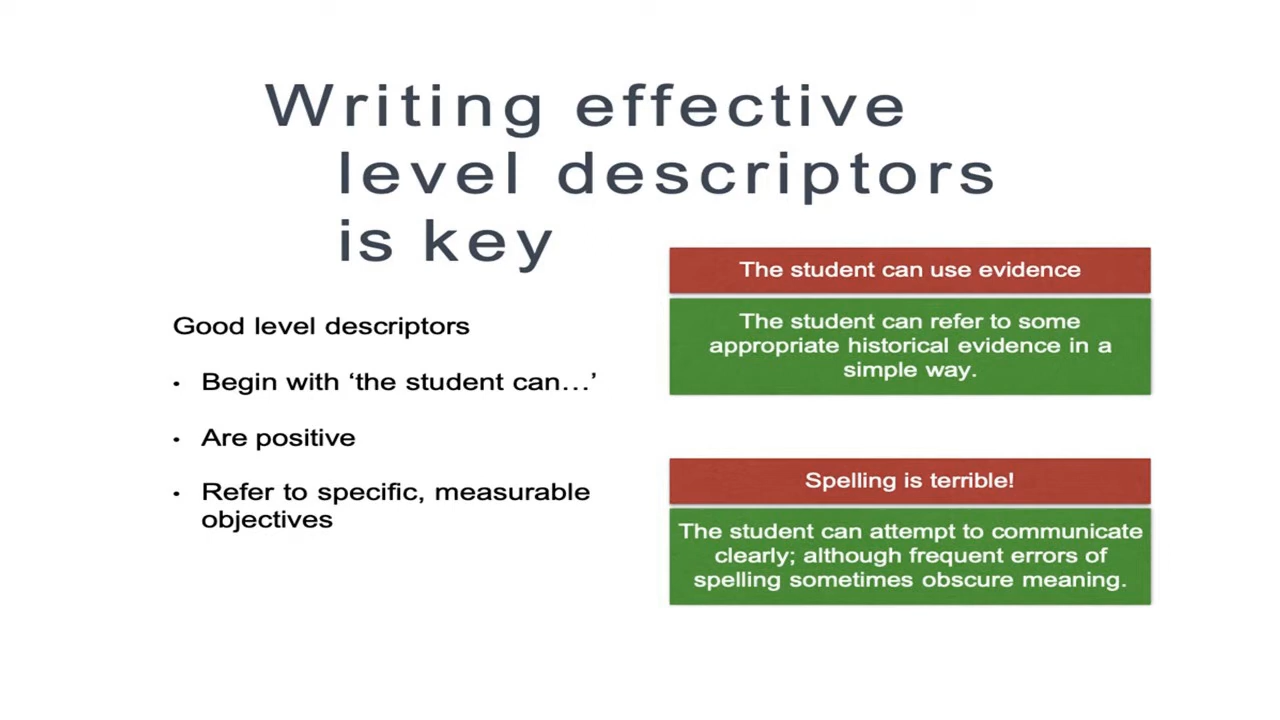 Writing effective
level descriptors
is key
Good level descriptors
• Begin with ‘the student can…’
• Are positive
• Refer to specific, measurable
objectives
The student can use evidence
The student can refer to some
appropriate historical evidence in a
simple way.
Spelling is terrible!
The student can attempt to communicate
clearly; although frequent errors of
spelling sometimes obscure meaning.